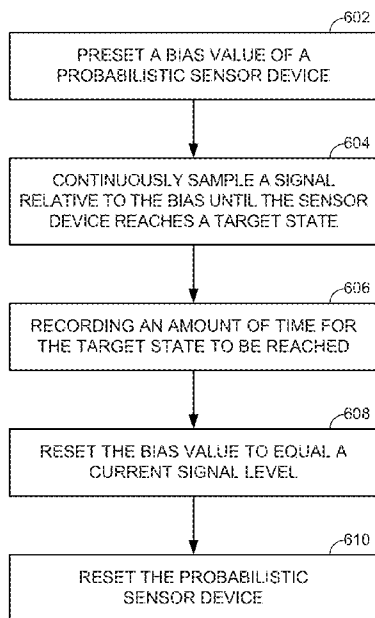 602
PRESET A BIAS VALUE OF A
PROBABILISTIC SENSOR DEVICE
604
CONTINUOUSLY SAMPLE A SIGNAL
RELATIVE TO THE BIAS UNTIL THE SENSOR
DEVICE REACHES A TARGET STATE
606
RECORDING AN AMOUNT OF TIME FOR
THE TARGET STATE TO BE REACHED
608
RESET THE BIAS VALUE TO EQUAL A
CURRENT SIGNAL LEVEL
610
RESET THE PROBABILISTIC
SENSOR DEVICE